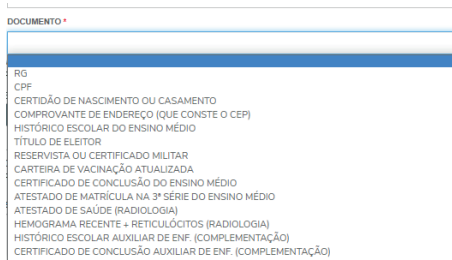 DOCUMENTO *
RG
CPF
CERTIDÃO DE NASCIMENTO OU CASAMENTO
COMPROVANTE DE ENDEREÇO (QUE CONSTE O CEP)
HISTÓRICO ESCOLAR DO ENSINO MÉDIO
TÍTULO DE ELEITOR
RESERVISTA OU CERTIFICADO MILITAR
CARTEIRA DE VACINAÇÃO ATUALIZADA
CERTIFICADO DE CONCLUSÃO DO ENSINO MÉDIO
ATESTADO DE MATRÍCULA NA 3ª SÉRIE DO ENSINO MÉDIO
ATESTADO DE SAÚDE (RADIOLOGIA)
HEMOGRAMA RECENTE + RETICULÓCITOS (RADIOLOGIA)
HISTÓRICO ESCOLAR AUXILIAR DE ENF. (COMPLEMENTAÇÃO)
CERTIFICADO DE CONCLUSÃO AUXILIAR DE ENF. (COMPLEMENTAÇÃO)